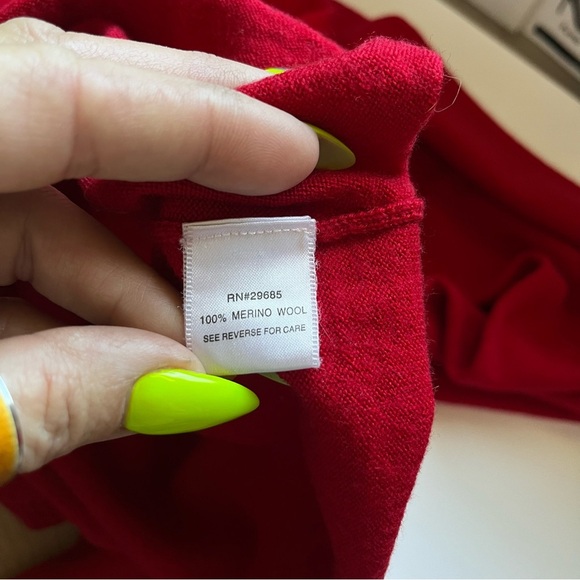 RN#29685
100% MERINO WOOL
SEE REVERSE FOR CARE